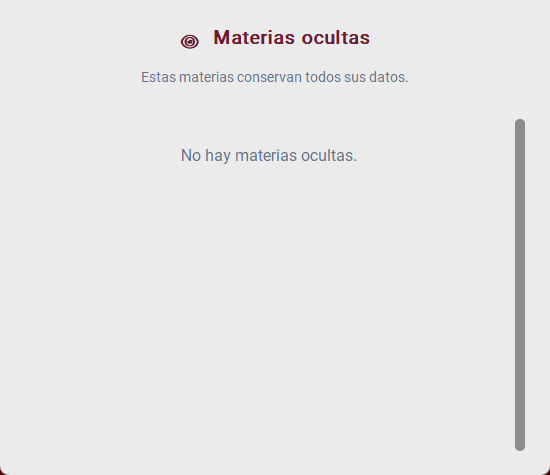 Materias ocultas
Estas materias conservan todos sus datos.
No hay materias ocultas.